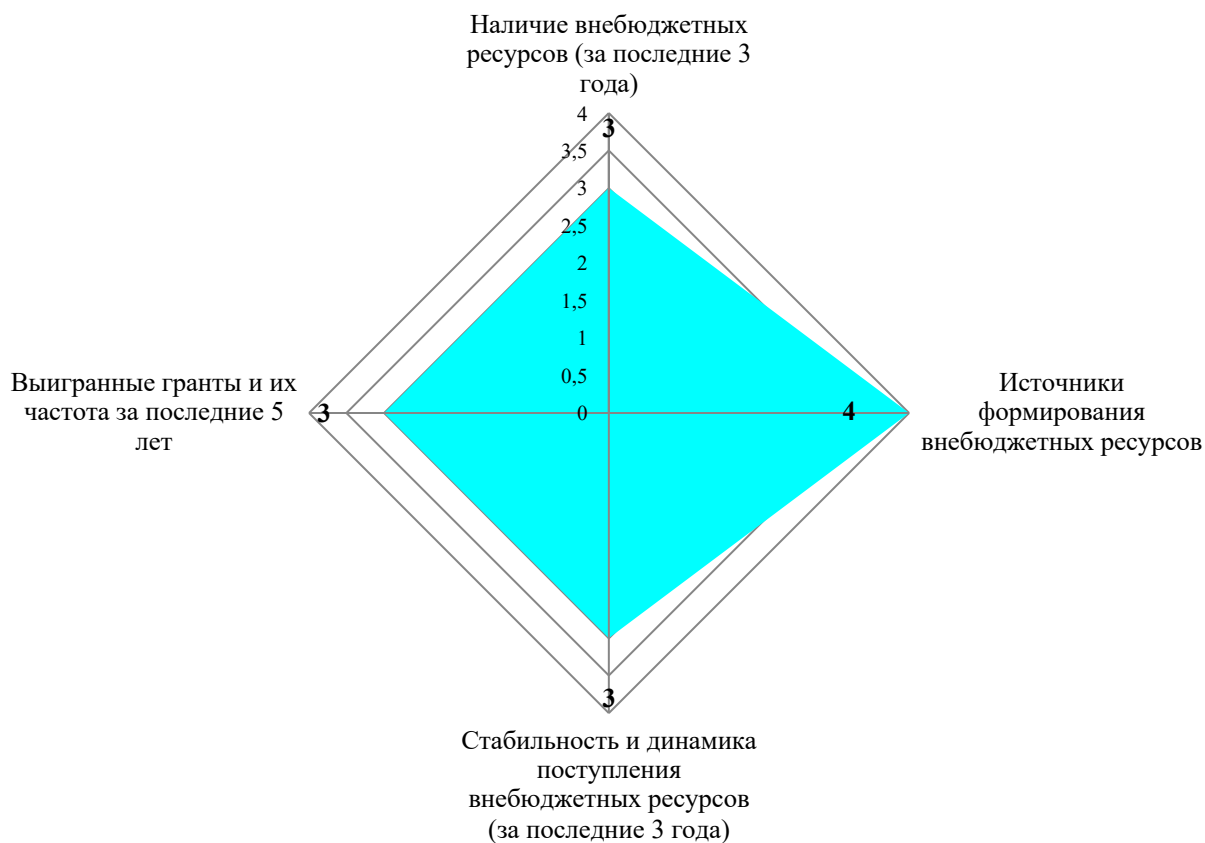 Наличие внебюджетных
ресурсов (за последние 3
года)
4
3
3,5
3
2,5
2
1,5
1
0,5
0
Выигранные гранты и их
частота за последние 5
лет
3
4
Источники
формирования
внебюджетных ресурсов
3
Стабильность и динамика
поступления
внебюджетных ресурсов
(за последние 3 года)